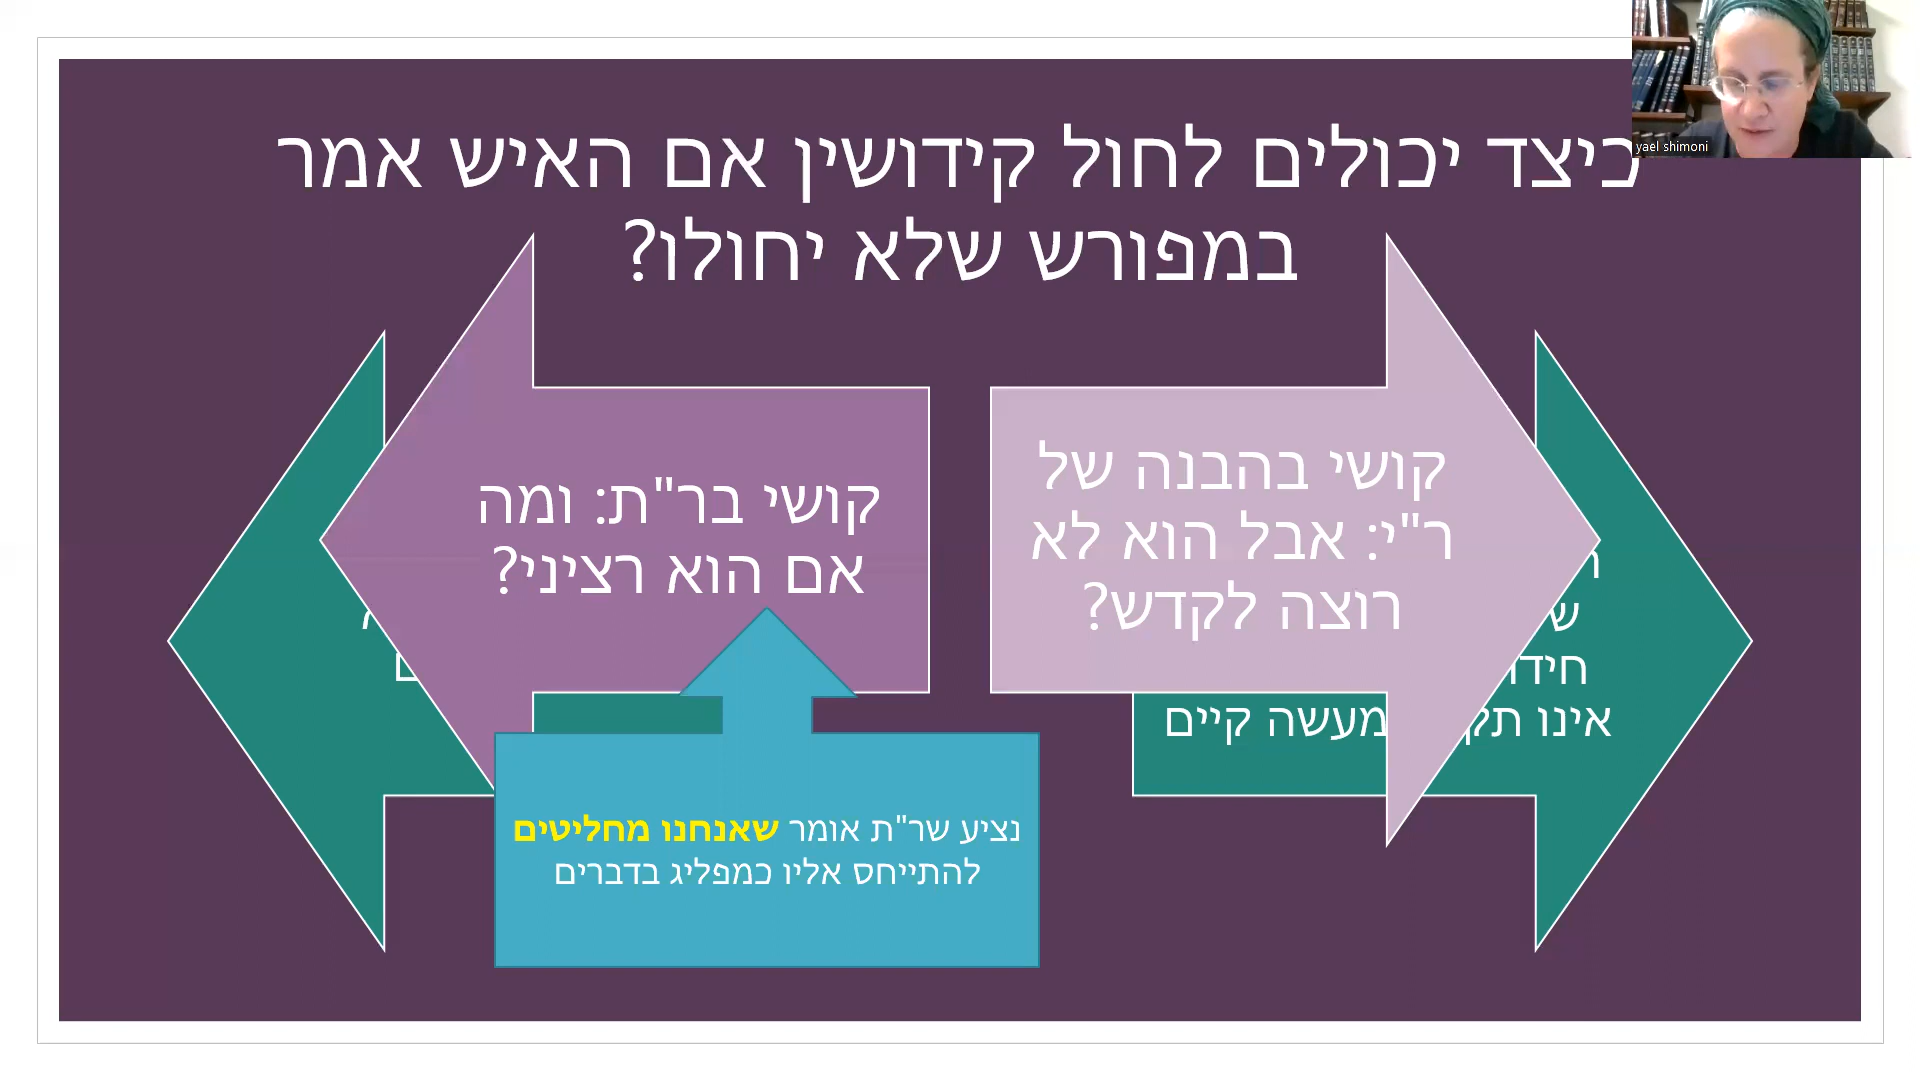 כיצד יכולים לחול קידושין אם האיש אמר
במפורש שלא יחולו?
yael shimoni
קושי בהבנה של
ר"י: אבל הוא לא
רוצה לקדש?
אינו מעשה קיים
קושי בר"ת: ומה
אם הוא רציני?
נציע שר"ת אומר שאנחנו מחליטים
להתייחס אליו כמפליג בדברים